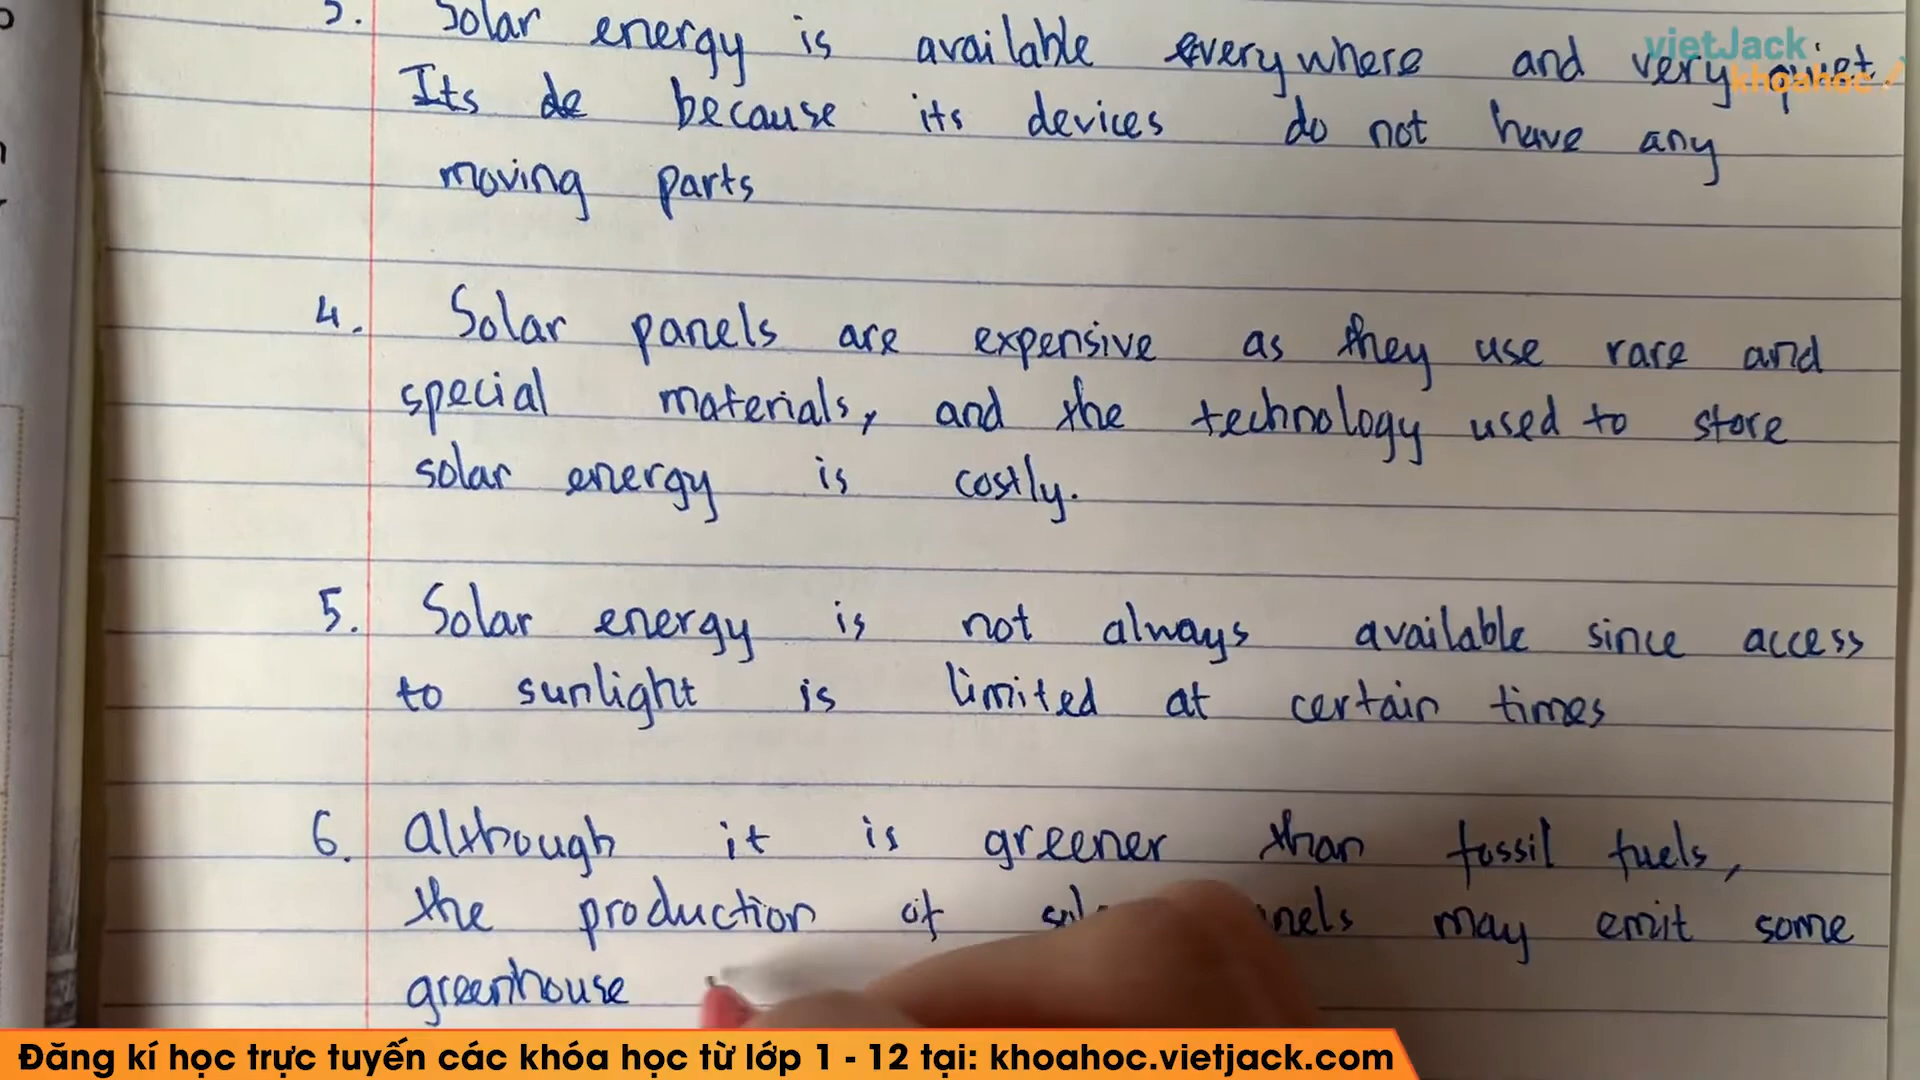 3. Solar energy is available everywhere and very quiet
Its de because its devices do not have any
moving parts
4. Solar panels are expensive as they use rare and
special materials, and the technology used to store
solar energy is costly.
5. Solar energy is not always available since access
to sunlight is limited at certain times
6. Although it is greener than fossil fuels,
the production of may emit some
greenhouse
vietJack
khoahoc
Đăng kí học trực tuyến các khóa học từ lớp 1 - 12 tại: khoahoc.vietjack.com